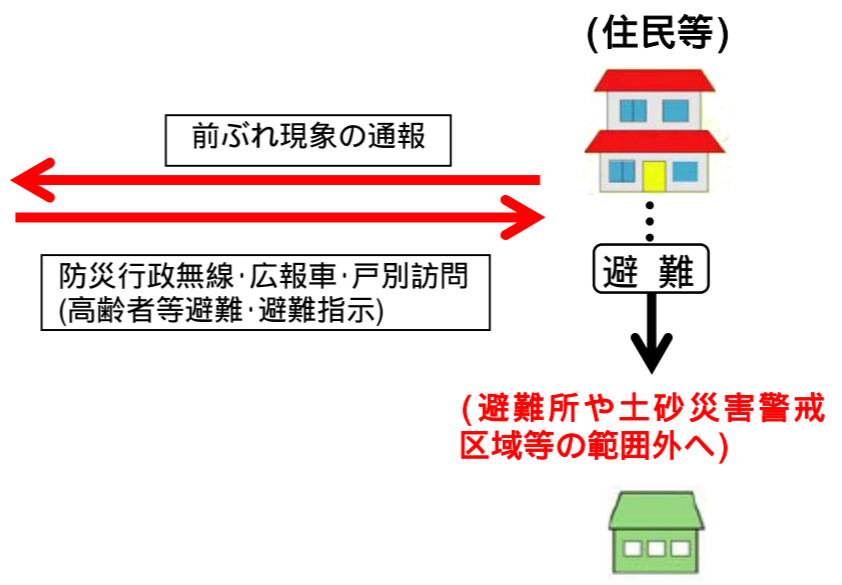 (住民等)
前ぶれ現象の通報
防災行政無線･広報車･戸別訪問
(高齢者等避難･避難指示)
避 難
(避難所や土砂災害警戒
区域等の範囲外へ)